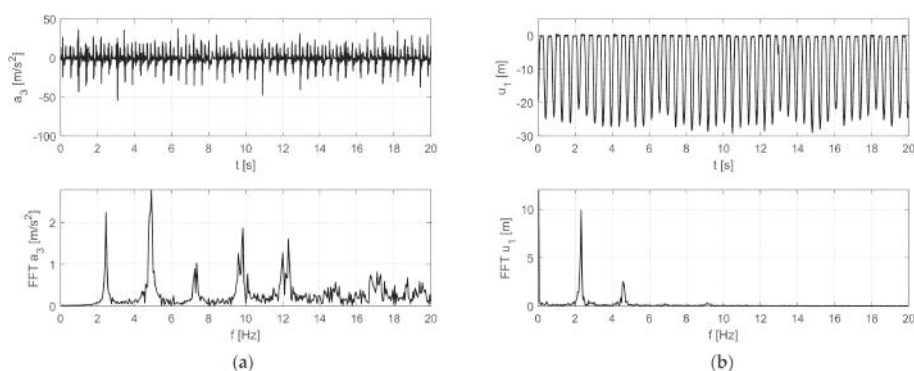 50
0
-50
-100
a3 [m/s2]
0 2 4 6 8 10 12 14 16 18 20
t [s]
0
-10
-20
-30
u1 [m]
0 2 4 6 8 10 12 14 16 18 20
t [s]
2
1
0
FFT a3 [m/s2]
0 2 4 6 8 10 12 14 16 18 20
f [Hz]
10
5
0
FFT u1 [m]
0 2 4 6 8 10 12 14 16 18 20
f [Hz]
(a)
(b)